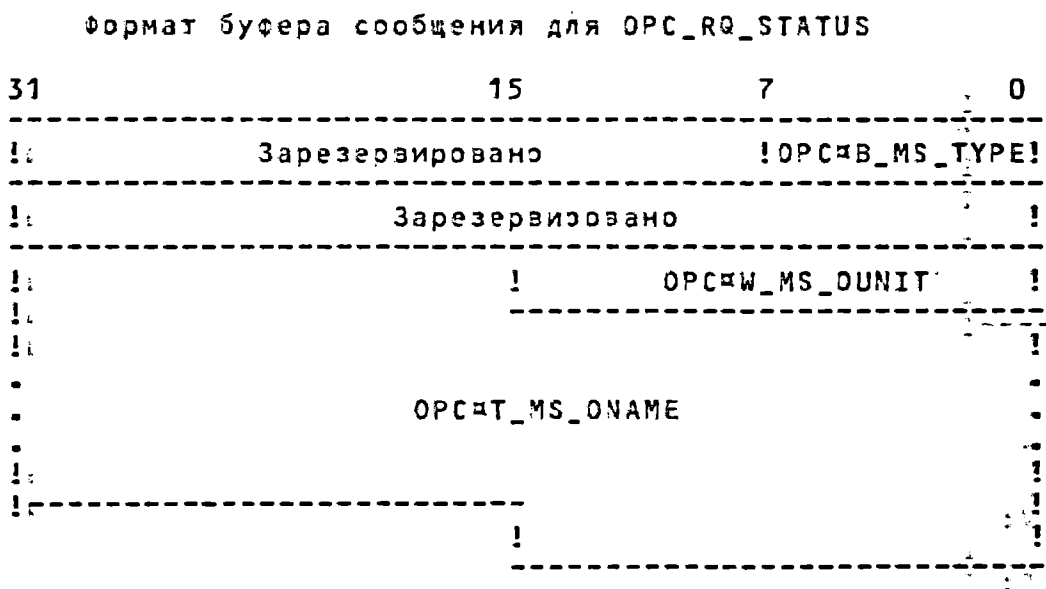 Формат буфера сообщения для OPC_RQ_STATUS
31 15 7 0
! Зарезервировано !OPC¤B_MS_TYPE!
! Зарезервировано !
! ! OPC¤W_MS_OUNIT !
OPC¤T_MS_ONAME